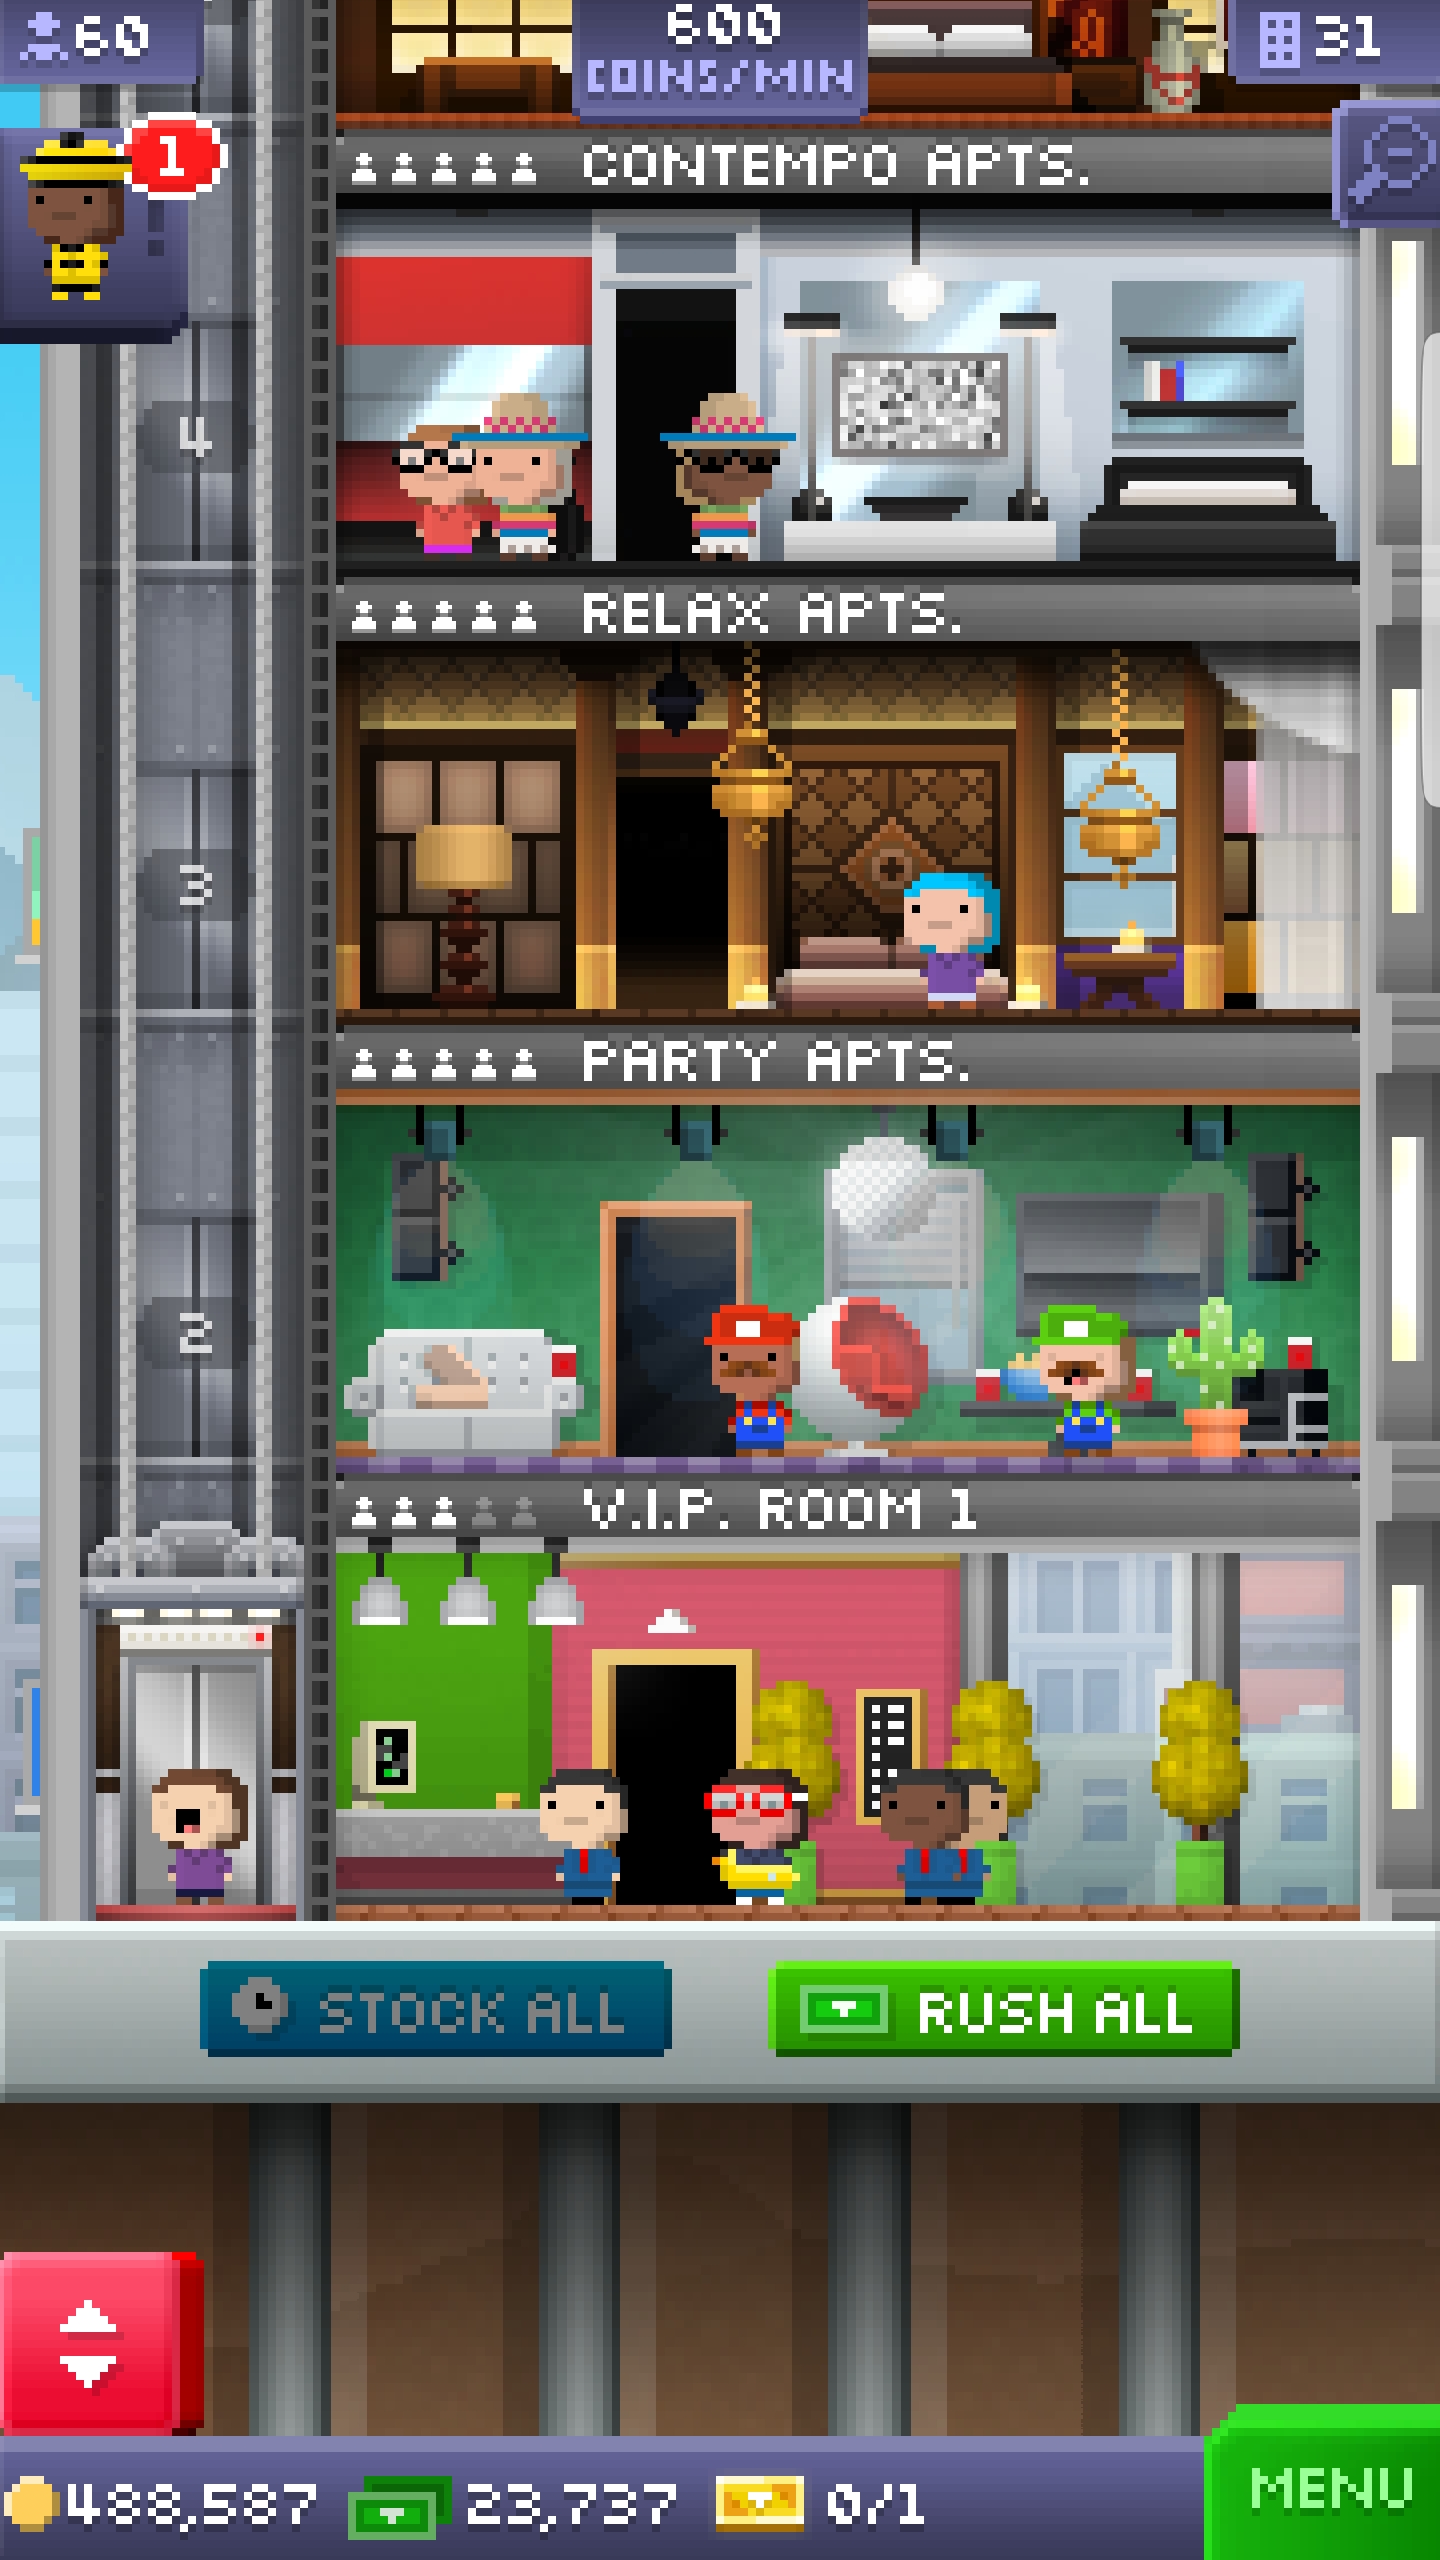 60
600
COINS/MIN
31
1
CONTEMPO APTS.
4
RELAX APTS.
3
PARTY APTS.
2
V.I.P. ROOM 1
STOCK ALL
RUSH ALL
488,587
23,737
0/1
MENU